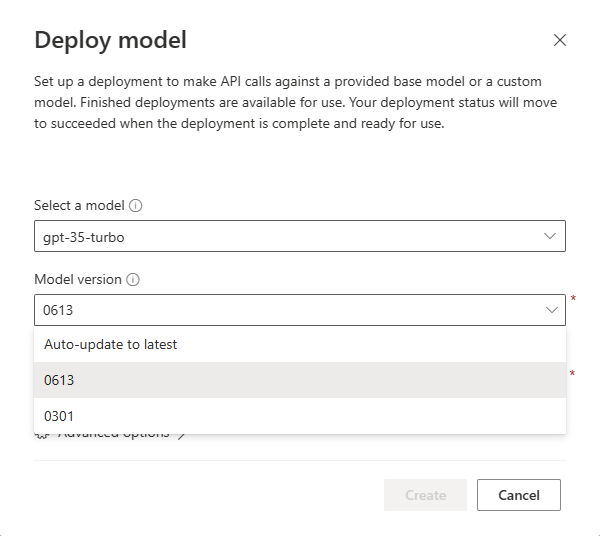 Deploy model
Set up a deployment to make API calls against a provided base model or a custom
model. Finished deployments are available for use. Your deployment status will move
to succeeded when the deployment is complete and ready for use.
Select a model
gpt-35-turbo
Model version
0613
*
Auto-update to latest
0613
*
0301
Advanced options
Create
Cancel